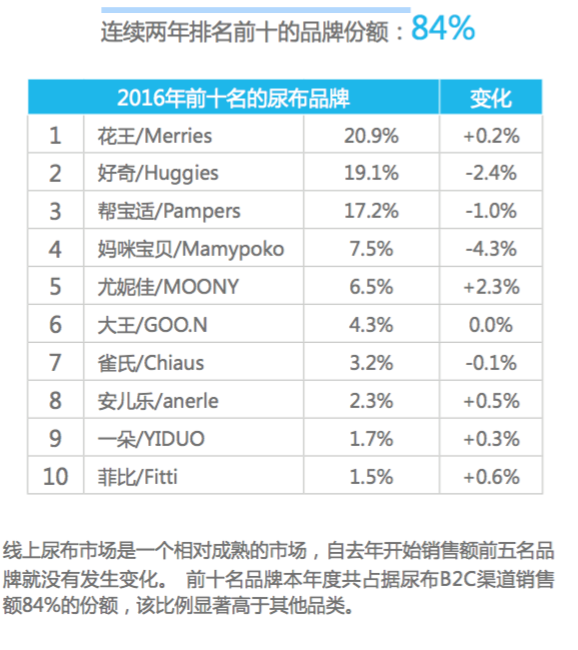 连续两年排名前十的品牌份额：84%
2016年前十名的尿布品牌 变化
1 花王/Merries 20.9% +0.2%
2 好奇/Huggies 19.1% -2.4%
3 帮宝适/Pampers 17.2% -1.0%
4 妈咪宝贝/Mamypoko 7.5% -4.3%
5 尤妮佳/MOONY 6.5% +2.3%
6 大王/GOO.N 4.3% 0.0%
7 雀氏/Chiaus 3.2% -0.1%
8 安儿乐/anerle 2.3% +0.5%
9 一朵/YIDUO 1.7% +0.3%
10 菲比/Fitti 1.5% +0.6%
线上尿布市场是一个相对成熟的市场，自去年开始销售额前五名品
牌就没有发生变化。 前十名品牌本年度共占据尿布B2C渠道销售
额84%的份额，该比例显著高于其他品类。